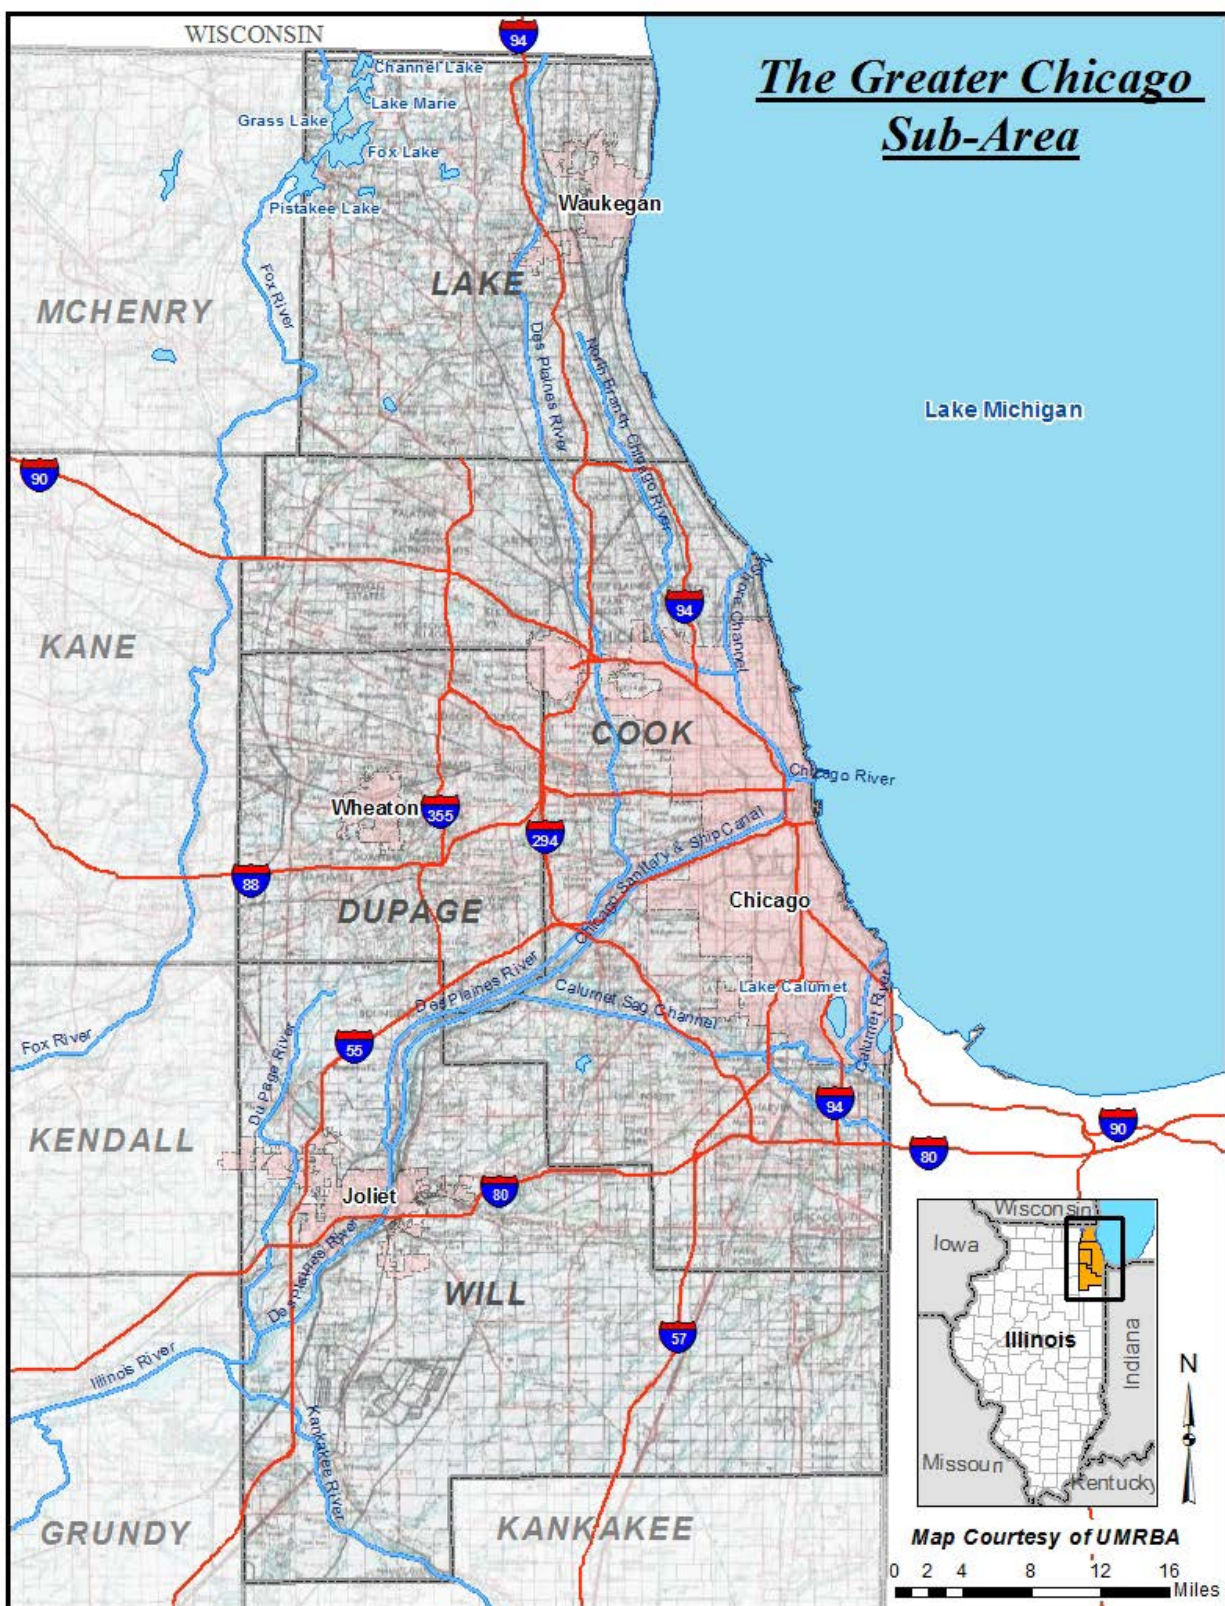 WISCONSIN
94
The Greater Chicago
Sub-Area
Channel Lake
Lake Marie
Grass Lake
Fox Lake
Pistakee Lake
Waukegan
LAKE
MCHENRY
Fox River
Des Plaines River
North Branch Chicago River
Lake Michigan
90
94
North Shore Channel
KANE
COOK
Chicago River
Wheaton
355
294
88
Chicago Sanitary & Ship Canal
Chicago
DUPAGE
Des Plaines River
Calumet Sag Channel
Lake Calumet
Calumet River
Fox River
55
Du Page River
94
90
80
KENDALL
Joliet
80
Des Plaines River
WILL
57
Illinois River
Kankakee River
GRUNDY
KANKAKEE
Wisconsin
Iowa
Illinois
Indiana
Missouri
Kentucky
N
Map Courtesy of UMRBA
0 2 4 8 12 16
Miles